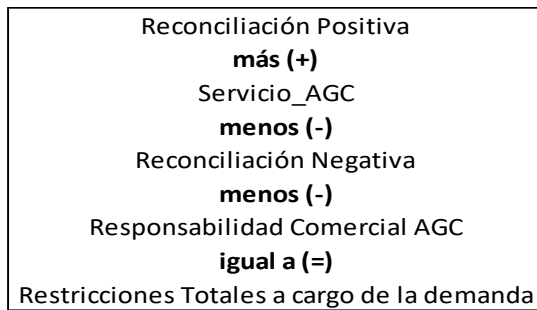 Reconciliación Positiva
más (+)
Servicio_AGC
menos (-)
Reconciliación Negativa
menos (-)
Responsabilidad Comercial AGC
igual a (=)
Restricciones Totales a cargo de la demanda